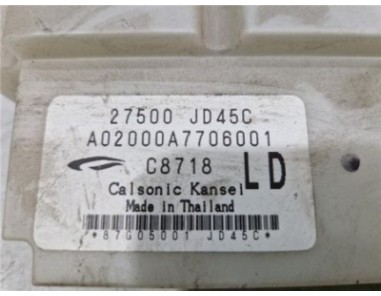 27500 JD45C
A02000A7706001
C8718 LD
Calsonic Kansei
Made in Thailand
*87G05001 JD45C*